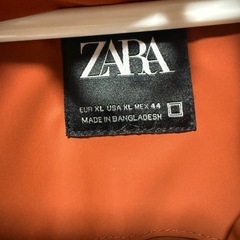 ZARA
EUR XL USA XL MEX 44
MADE IN BANGLADESH